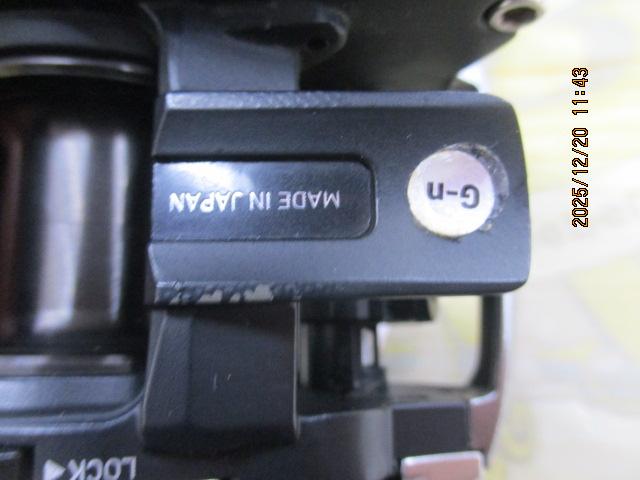 2025/12/20 11:43
MADE IN JAPAN
G-n
LOCK◀